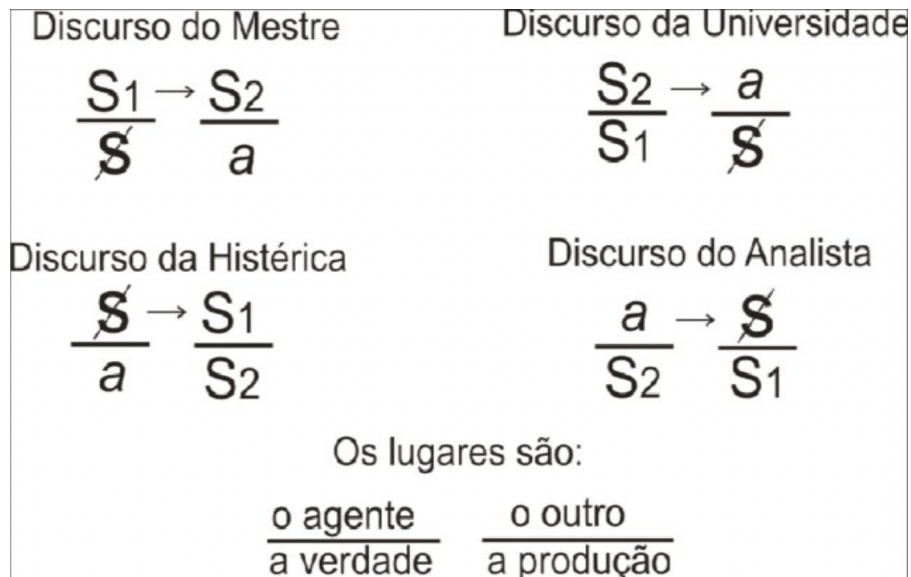 Discurso do Mestre
S1 → S2
$ a
Discurso da Universidade
S2 → a
S1 $
Discurso da Histérica
$ → S1
a S2
Discurso do Analista
a → $
S2 S1
Os lugares são:
o agente o outro
a verdade a produção